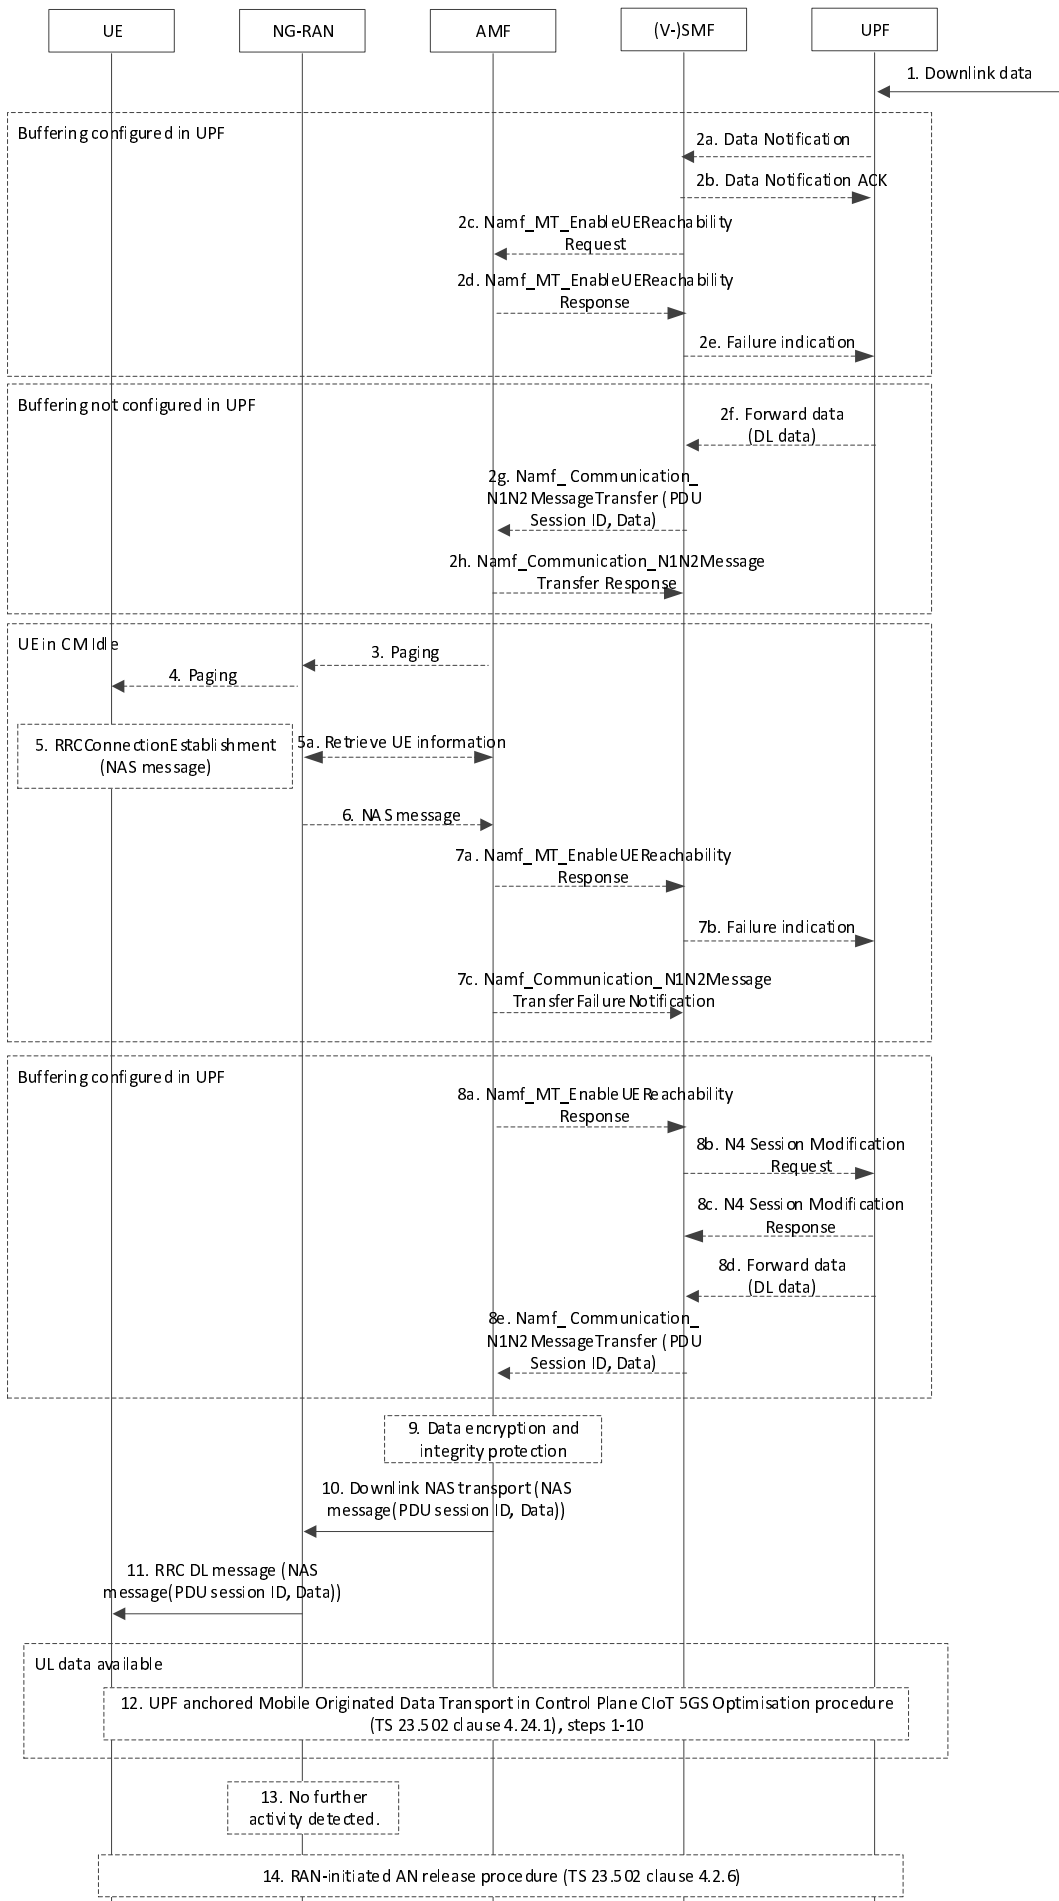 UE
NG-RAN
AMF
(V-)SMF
UPF
1. Downlink data
Buffering configured in UPF
2a. Data Notification
2b. Data Notification ACK
2c. Namf_MT_EnableUEReachability
Request
2d. Namf_MT_EnableUEReachability
Response
2e. Failure indication
Buffering not configured in UPF
2f. Forward data
(DL data)
2g. Namf_ Communication_
N1N2MessageTransfer (PDU
Session ID, Data)
2h. Namf_Communication_N1N2Message
Transfer Response
UE in CM Idle
3. Paging
4. Paging
5. RRCConnectionEstablishment
(NAS message)
5a. Retrieve UE information
6. NAS message
7a. Namf_MT_EnableUEReachability
Response
7b. Failure indication
7c. Namf_Communication_N1N2Message
TransferFailureNotification
Buffering configured in UPF
8a. Namf_MT_EnableUEReachability
Response
8b. N4 Session Modification
Request
8c. N4 Session Modification
Response
8d. Forward data
(DL data)
8e. Namf_ Communication_
N1N2MessageTransfer (PDU
Session ID, Data)
9. Data encryption and
integrity protection
10. Downlink NAS transport (NAS
message(PDU session ID, Data))
11. RRC DL message (NAS
message(PDU session ID, Data))
UL data available
12. UPF anchored Mobile Originated Data Transport in Control Plane CIoT 5GS Optimisation procedure
(TS 23.502 clause 4.24.1), steps 1-10
13. No further
activity detected.
14. RAN-initiated AN release procedure (TS 23.502 clause 4.2.6)